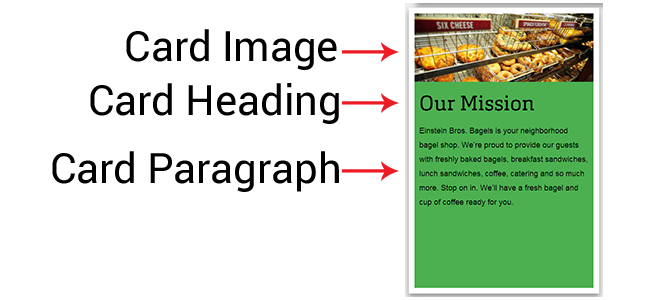 Card Image
SIX CHEESE
Card Heading
Our Mission
Card Paragraph
Einstein Bros. Bagels is your neighborhood
bagel shop. We're proud to provide our guests
with freshly baked bagels, breakfast sandwiches,
lunch sandwiches, coffee, catering and so much
more. Stop on in. We'll have a fresh bagel and
cup of coffee ready for you.